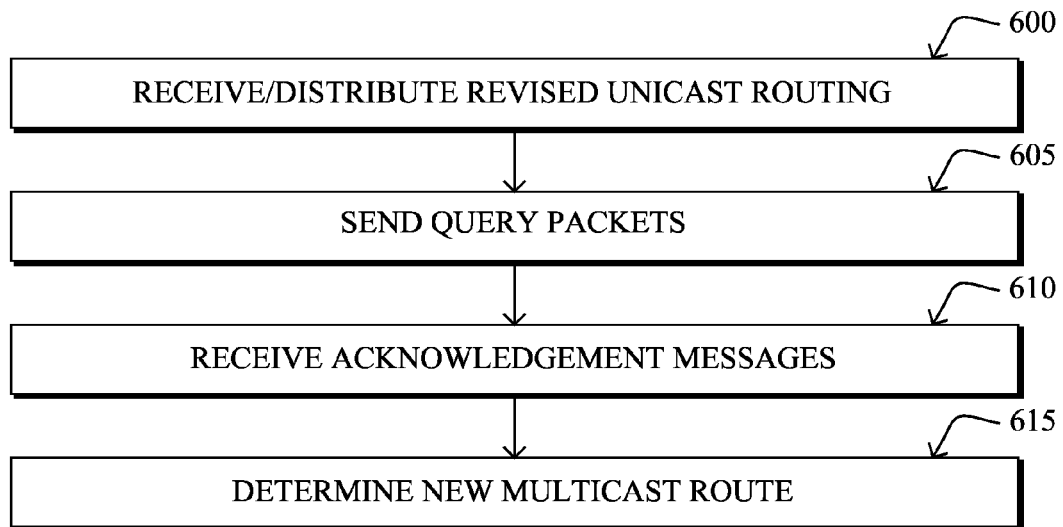 600
RECEIVE/DISTRIBUTE REVISED UNICAST ROUTING
605
SEND QUERY PACKETS
610
RECEIVE ACKNOWLEDGEMENT MESSAGES
615
DETERMINE NEW MULTICAST ROUTE